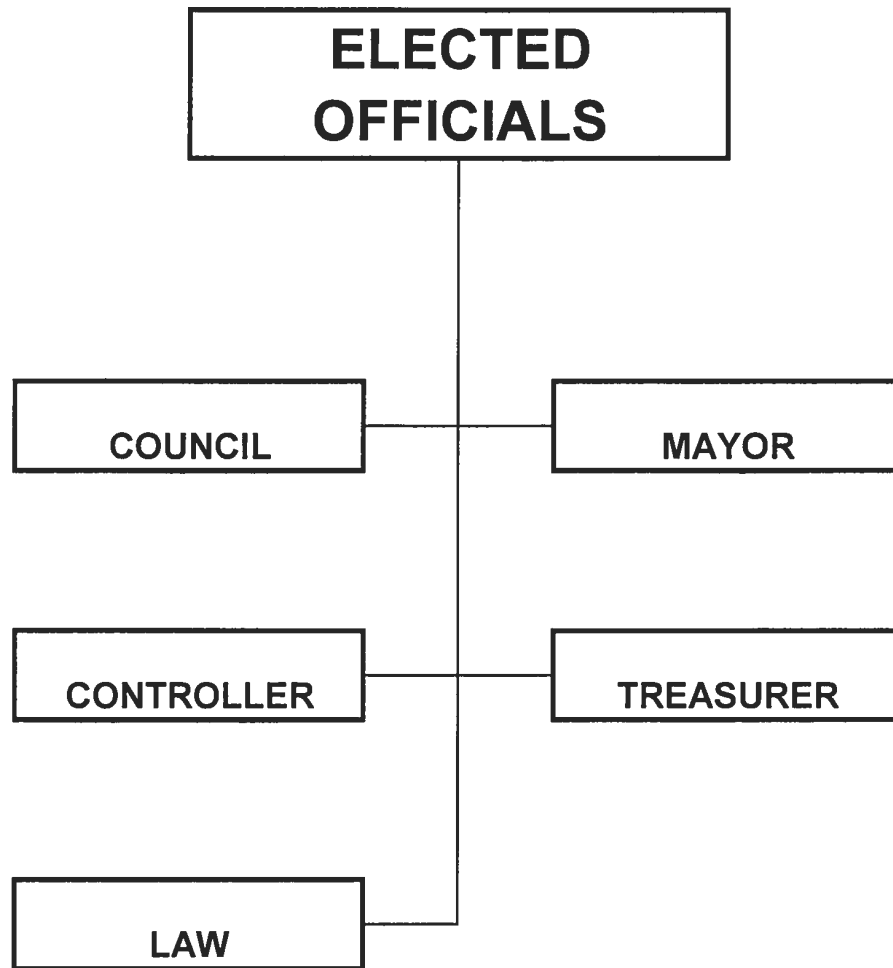 ELECTED
OFFICIALS
COUNCIL
MAYOR
CONTROLLER
TREASURER
LAW